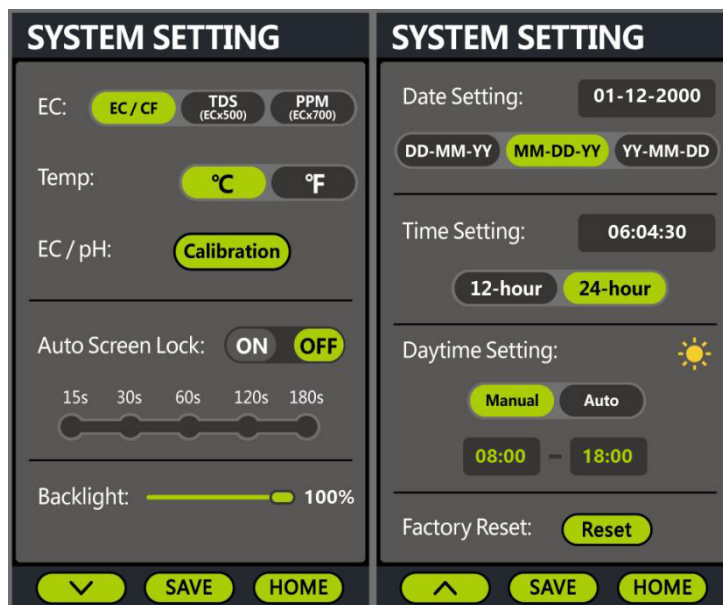 SYSTEM SETTING
EC: EC/CF TDS (ECx500) PPM (ECx700)
Temp: °C °F
EC/pH: Calibration
Auto Screen Lock: ON OFF
15s 30s 60s 120s 180s
Backlight: 100%
SAVE HOME
SYSTEM SETTING
Date Setting: 01-12-2000
DD-MM-YY MM-DD-YY YY-MM-DD
Time Setting: 06:04:30
12-hour 24-hour
Daytime Setting:
Manual Auto
08:00 – 18:00
Factory Reset: Reset
SAVE HOME